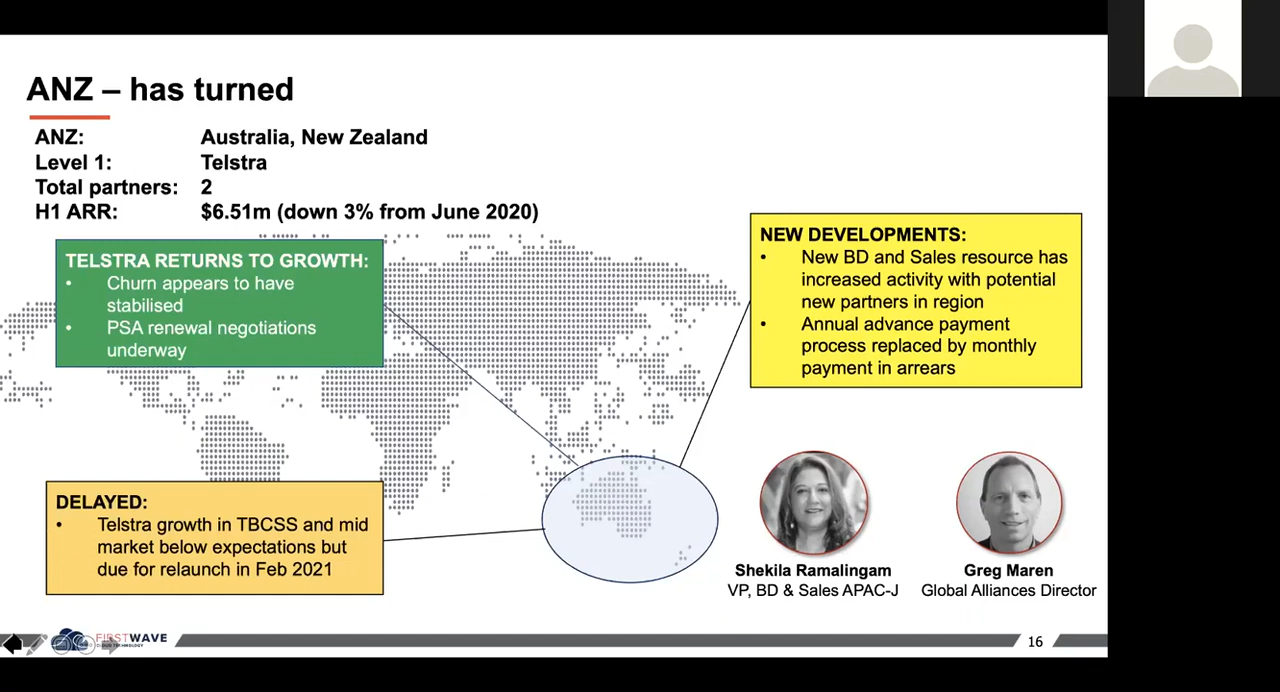 ANZ – has turned
ANZ: Australia, New Zealand
Level 1: Telstra
Total partners: 2
H1 ARR: $6.51m (down 3% from June 2020)
TELSTRA RETURNS TO GROWTH:
• Churn appears to have
stabilised
• PSA renewal negotiations
underway
NEW DEVELOPMENTS:
• New BD and Sales resource has
increased activity with potential
new partners in region
• Annual advance payment
process replaced by monthly
payment in arrears
DELAYED:
• Telstra growth in TBCSS and mid
market below expectations but
due for relaunch in Feb 2021
Shekila Ramalingam
VP, BD & Sales APAC-J
Greg Maren
Global Alliances Director
FIRSTWAVE
CLOUD TECHNOLOGY
16